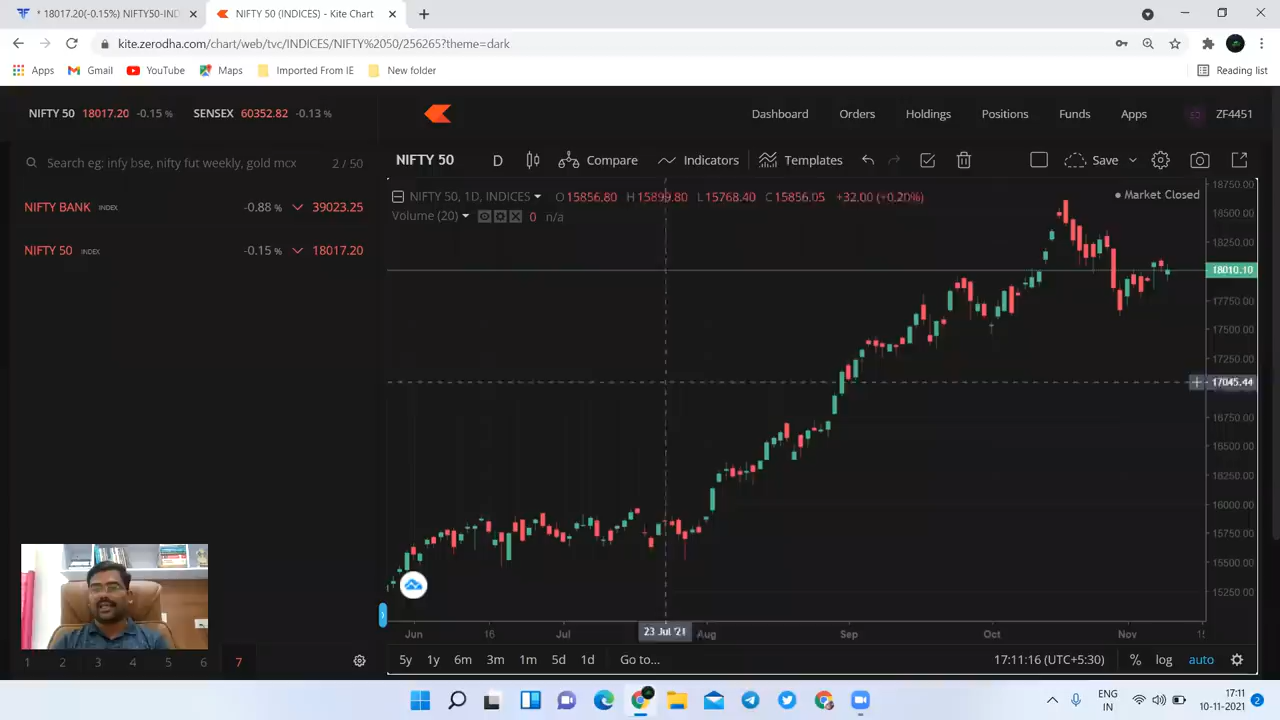 * 18017.20(-0.15%) NIFTY50-IND
NIFTY 50 (INDICES) - Kite Chart
kite.zerodha.com/chart/web/tvc/INDICES/NIFTY%2050/256265?theme=dark
Apps Gmail YouTube Maps Imported From IE New folder Reading list
NIFTY 50 18017.20 -0.15 % SENSEX 60352.82 -0.13 %
Dashboard Orders Holdings Positions Funds Apps ZF4451
Search eg: infy bse, nifty fut weekly, gold mcx 2 / 50
NIFTY 50 D Compare Indicators Templates Save
NIFTY BANK INDEX -0.88 % 39023.25
NIFTY 50 INDEX -0.15 % 18017.20
NIFTY 50, 1D, INDICES O15856.80 H15899.80 L15768.40 C15856.05 +32.00 (+0.20%)
Market Closed
Volume (20) 0 n/a
18750.00
18500.00
18250.00
18010.10
17750.00
17500.00
17250.00
17045.44
16750.00
16500.00
16250.00
16000.00
15750.00
15500.00
15250.00
Jun 16 Jul 23 Jul '21 Aug Sep Oct Nov
1 2 3 4 5 6 7
5y 1y 6m 3m 1m 5d 1d Go to... 17:11:16 (UTC+5:30) % log auto
ENG
IN
17:11
10-11-2021
2